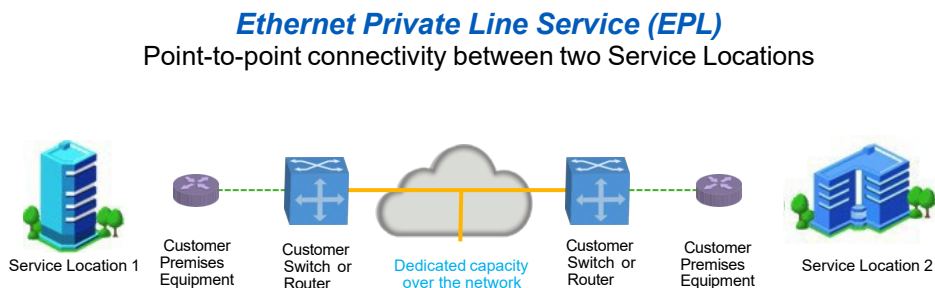 Ethernet Private Line Service (EPL)
Point-to-point connectivity between two Service Locations
Service Location 1
Customer
Premises
Equipment
Customer
Switch or
Router
Dedicated capacity
over the network
Customer
Switch or
Router
Customer
Premises
Equipment
Service Location 2